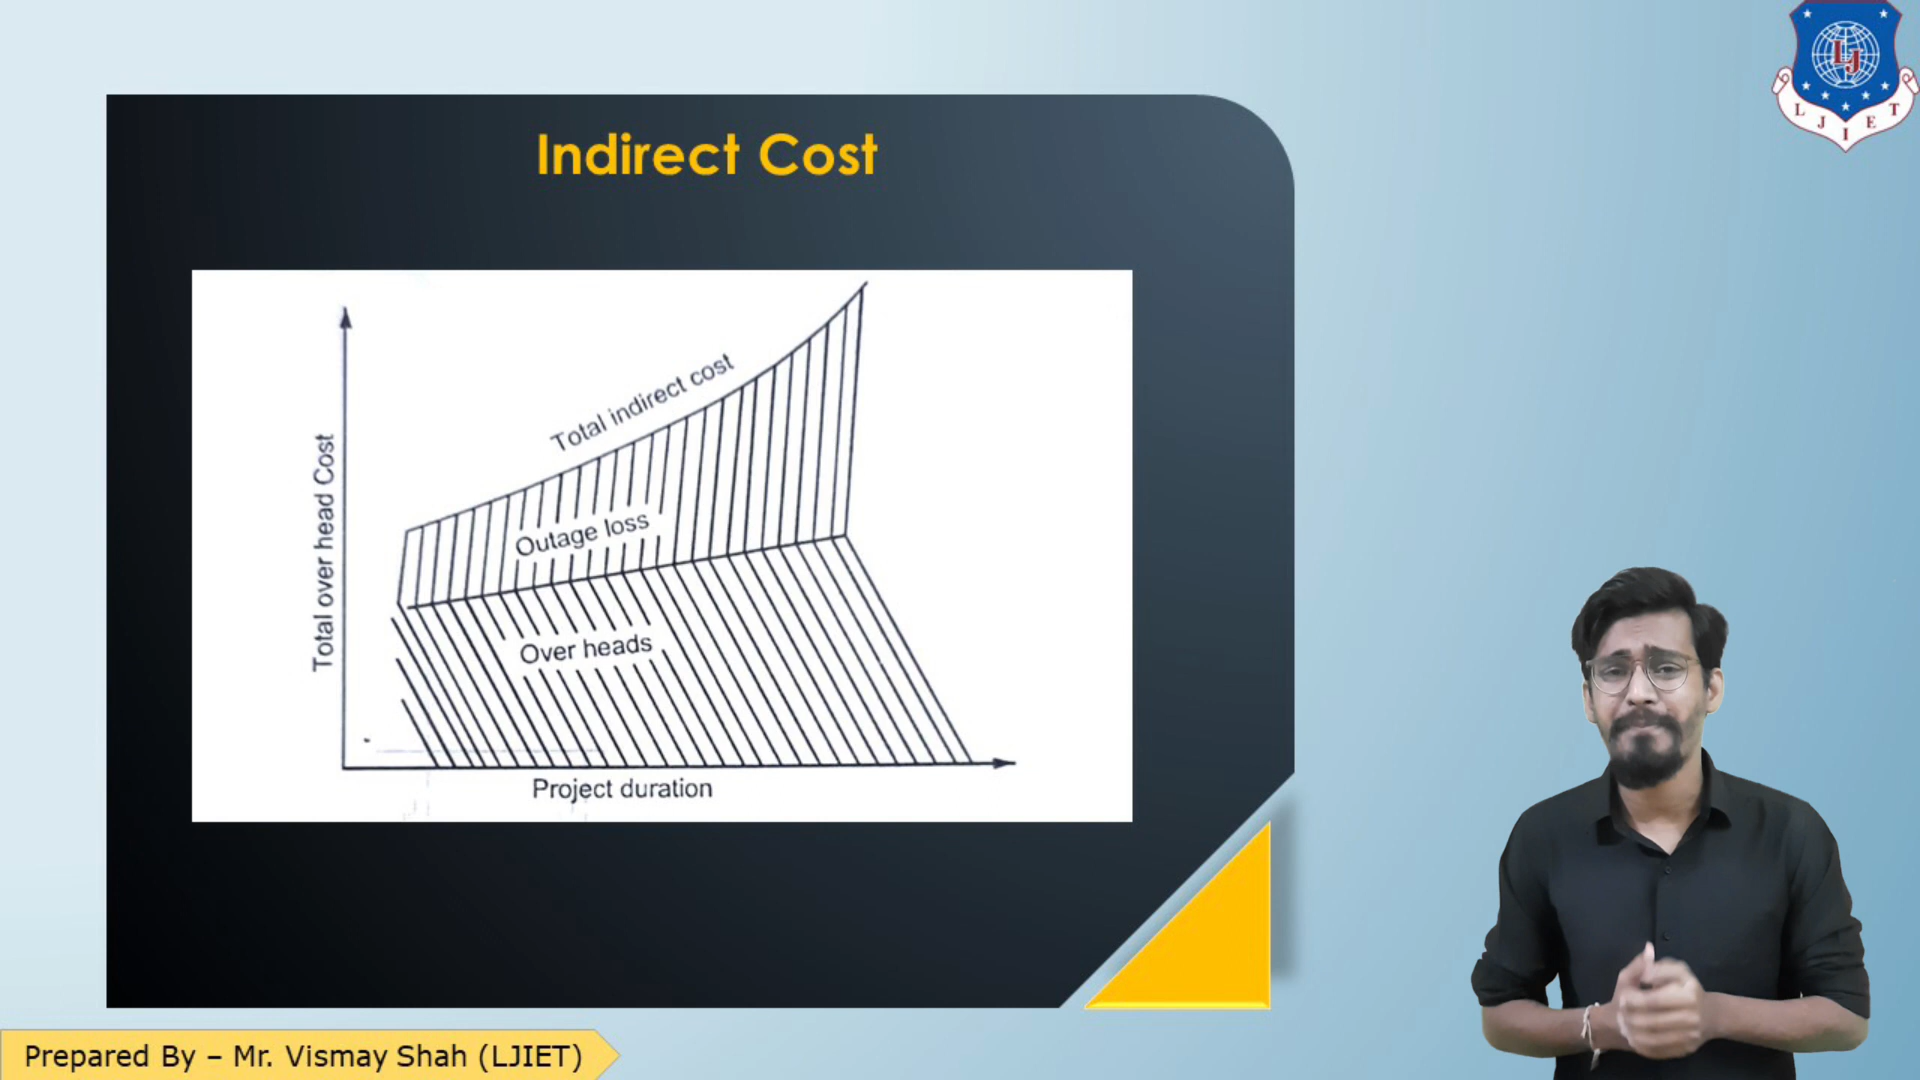 LJ
L J I E T
Indirect Cost
Total over head Cost
Total indirect cost
Outage loss
Over heads
Project duration
Prepared By – Mr. Vismay Shah (LJIET)